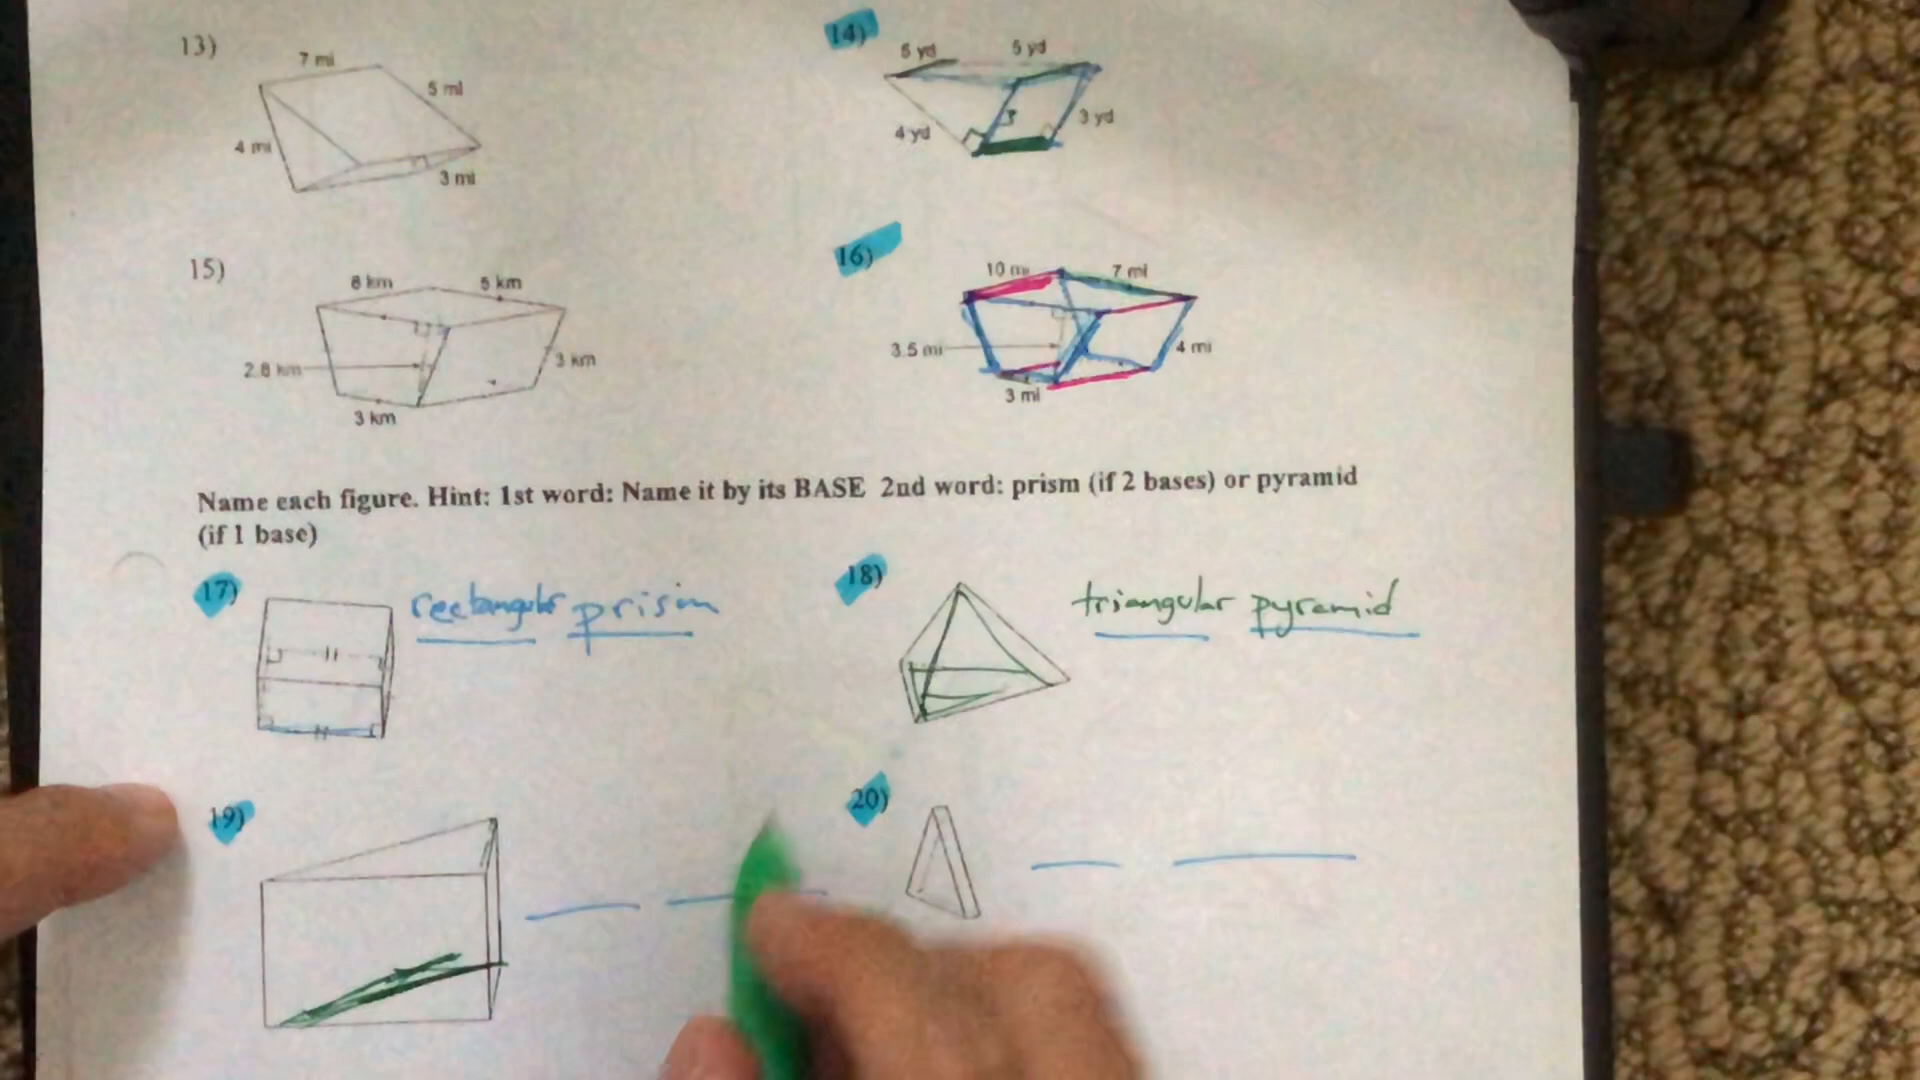 13)
7 mi
5 mi
4 mi
3 mi
14)
5 yd
5 yd
4 yd
3 yd
15)
6 km
5 km
2.8 km
3 km
3 km
16)
10 mi
7 mi
3.5 mi
4 mi
3 mi
Name each figure. Hint: 1st word: Name it by its BASE 2nd word: prism (if 2 bases) or pyramid
(if 1 base)
17)
rectangular prism
18)
triangular pyramid
19)
20)